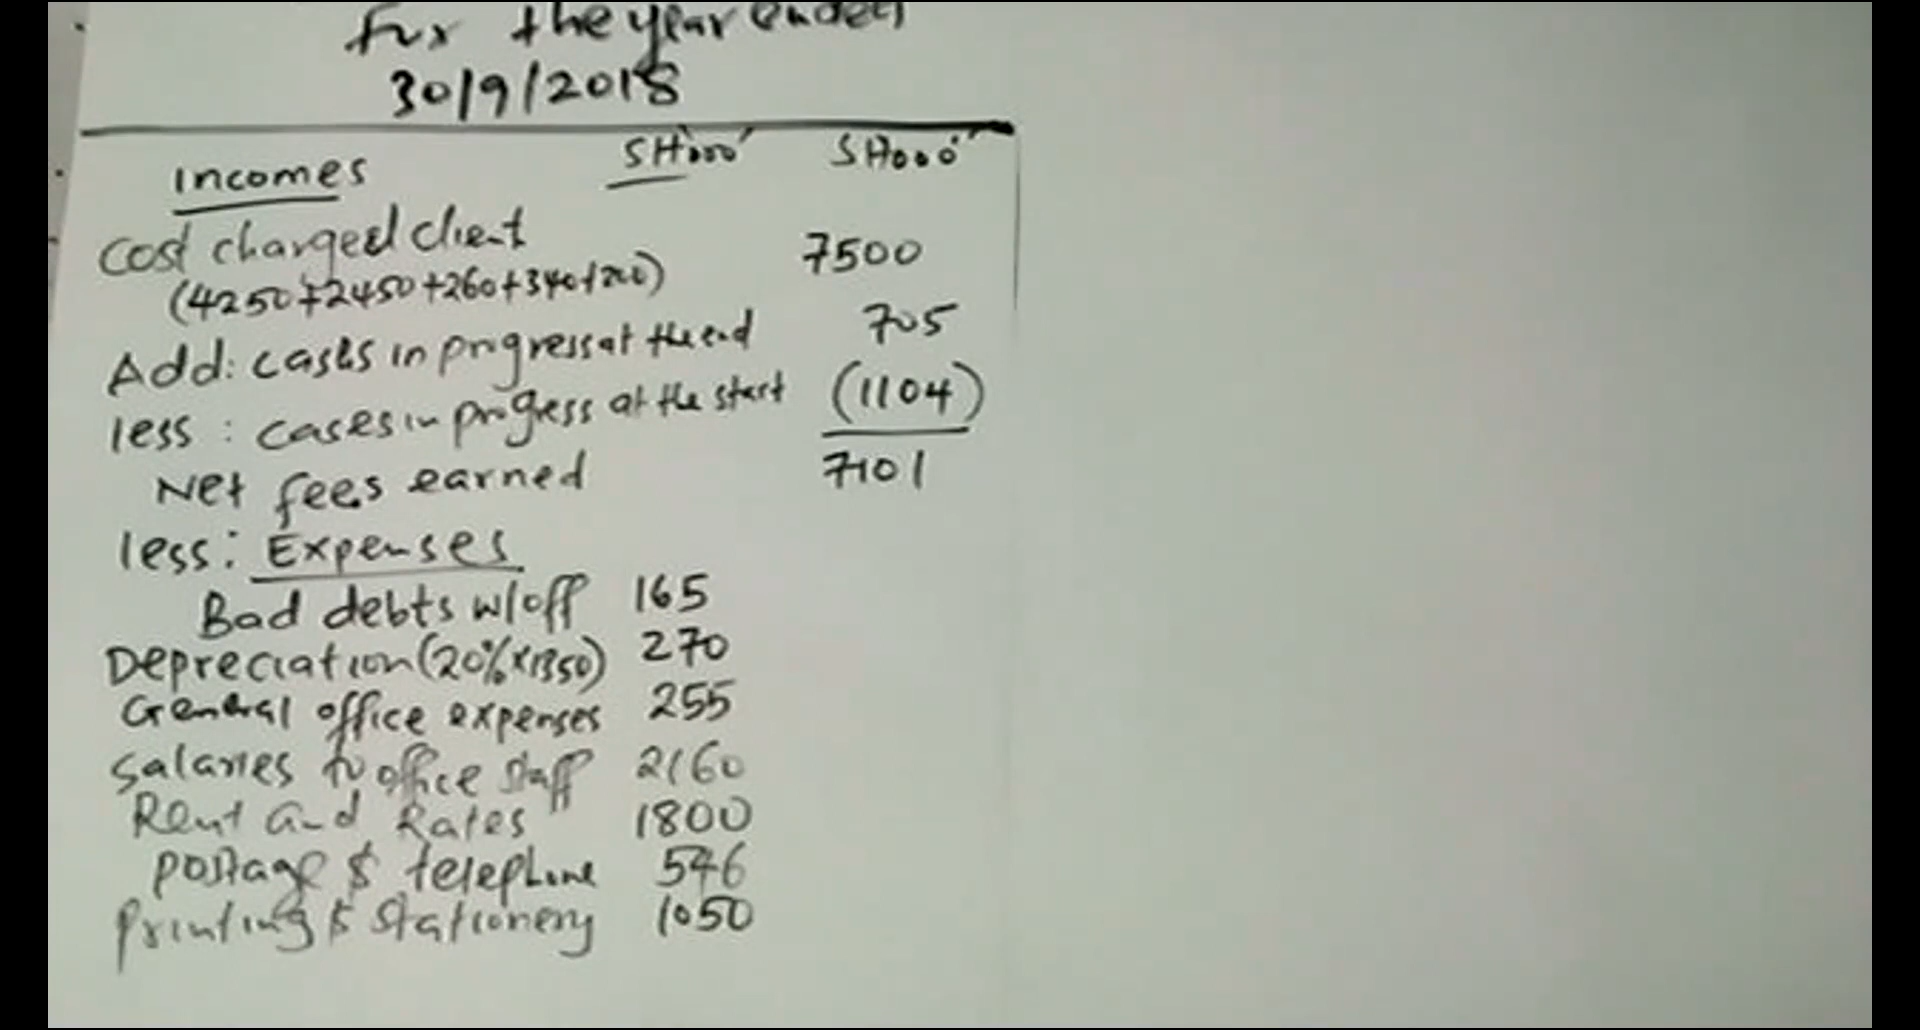 for the year ended
30/9/2018
SH'000' SH000'
Incomes
Cost charged client 7500
(4250+2450+260+340+200)
Add: cases in progress at the end 705
less: cases in progress at the start (1104)
Net fees earned 7101
less: Expenses
Bad debts w/off 165
Depreciation (20%x1350) 270
General office expenses 255
Salaries to office staff 2160
Rent and Rates 1800
postage & telephone 546
printing & stationery 1050